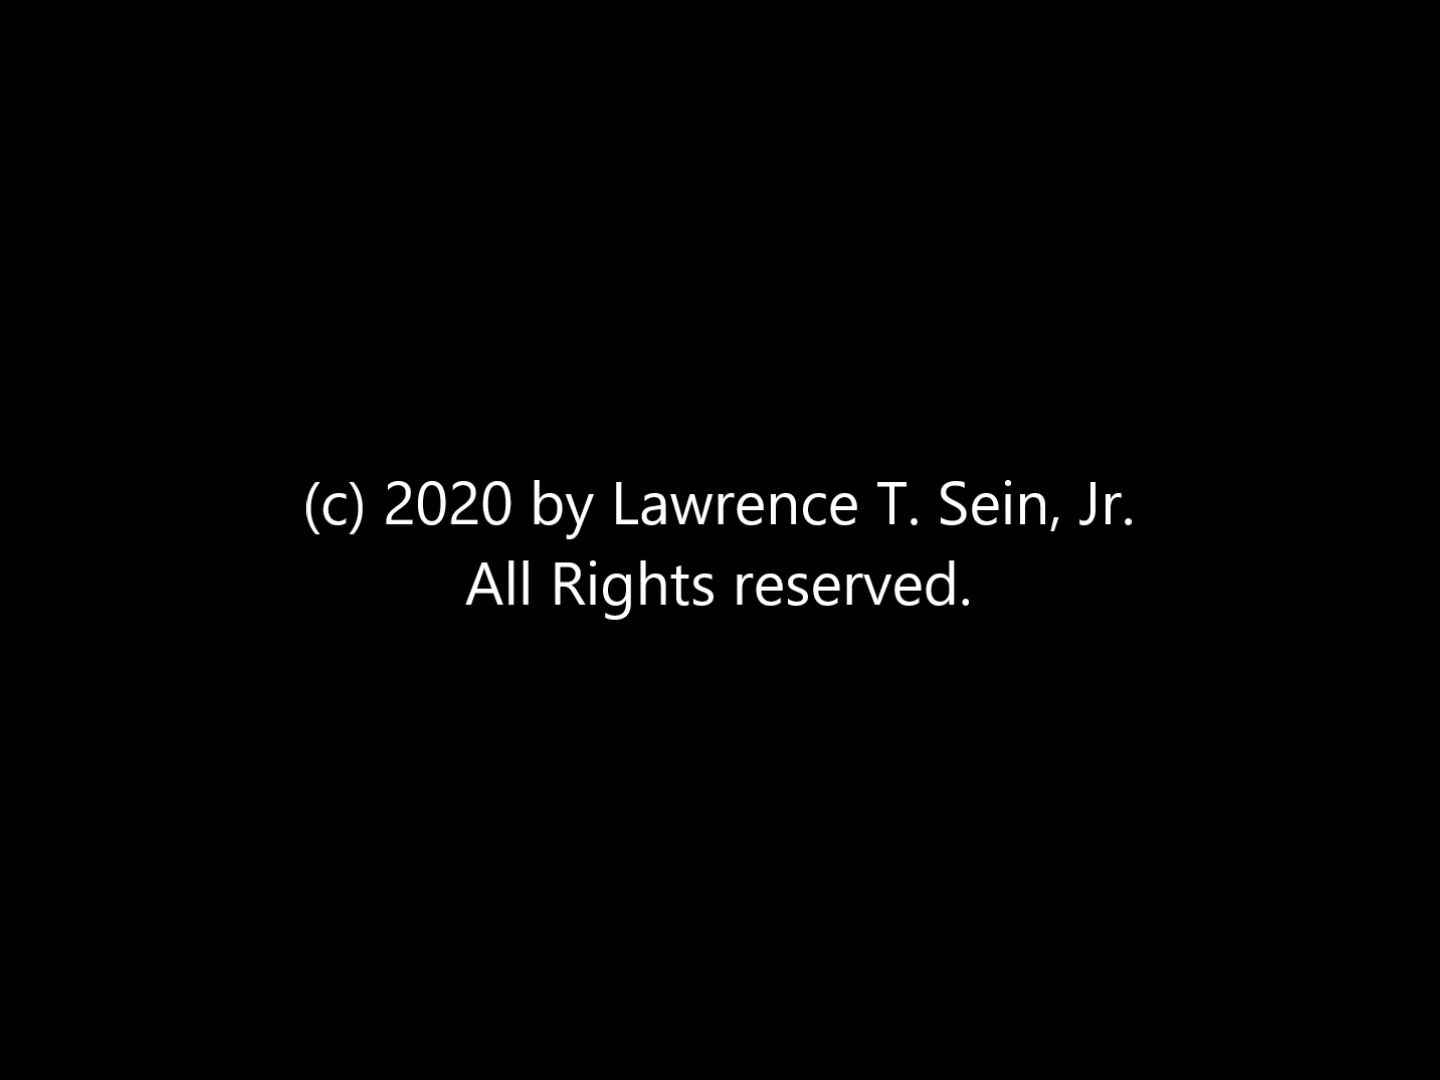 (c) 2020 by Lawrence T. Sein, Jr.
All Rights reserved.